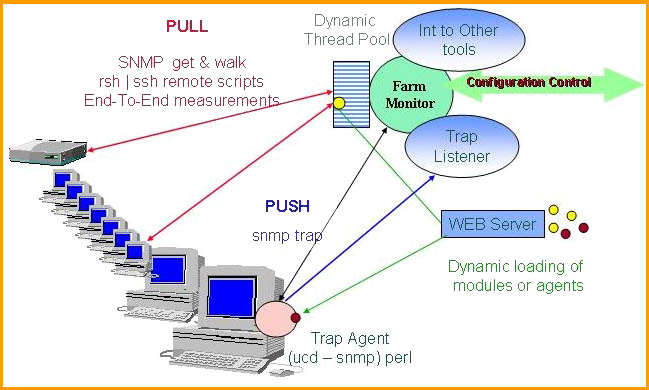 PULL
SNMP get & walk
rsh | ssh remote scripts
End-To-End measurements
Dynamic
Thread Pool
Int to Other
tools
Farm
Monitor
Configuration Control
Trap
Listener
PUSH
snmp trap
WEB Server
Dynamic loading of
modules or agents
Trap Agent
(ucd – snmp) perl